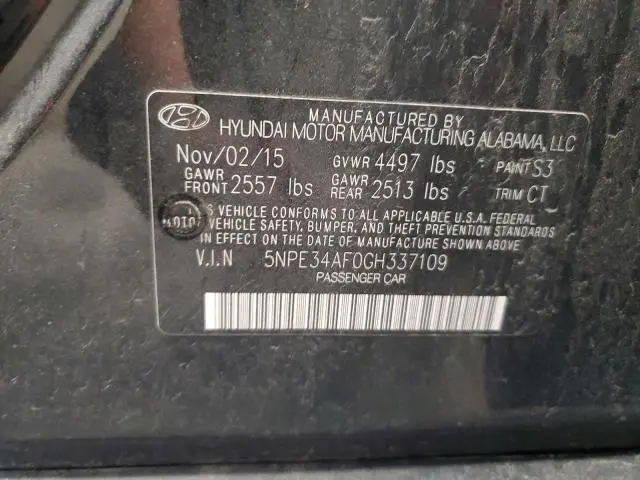 MANUFACTURED BY
HYUNDAI MOTOR MANUFACTURING ALABAMA, LLC
Nov/02/15 GVWR 4497 lbs PAINT S3
GAWR FRONT 2557 lbs GAWR REAR 2513 lbs TRIM CT
VEHICLE CONFORMS TO ALL APPLICABLE U.S.A. FEDERAL
VEHICLE SAFETY, BUMPER, AND THEFT PREVENTION
STANDARDS IN EFFECT ON THE DATE OF MANUFACTURE SHOWN ABOVE.
V.I.N 5NPE34AF0GH337109
PASSENGER CAR